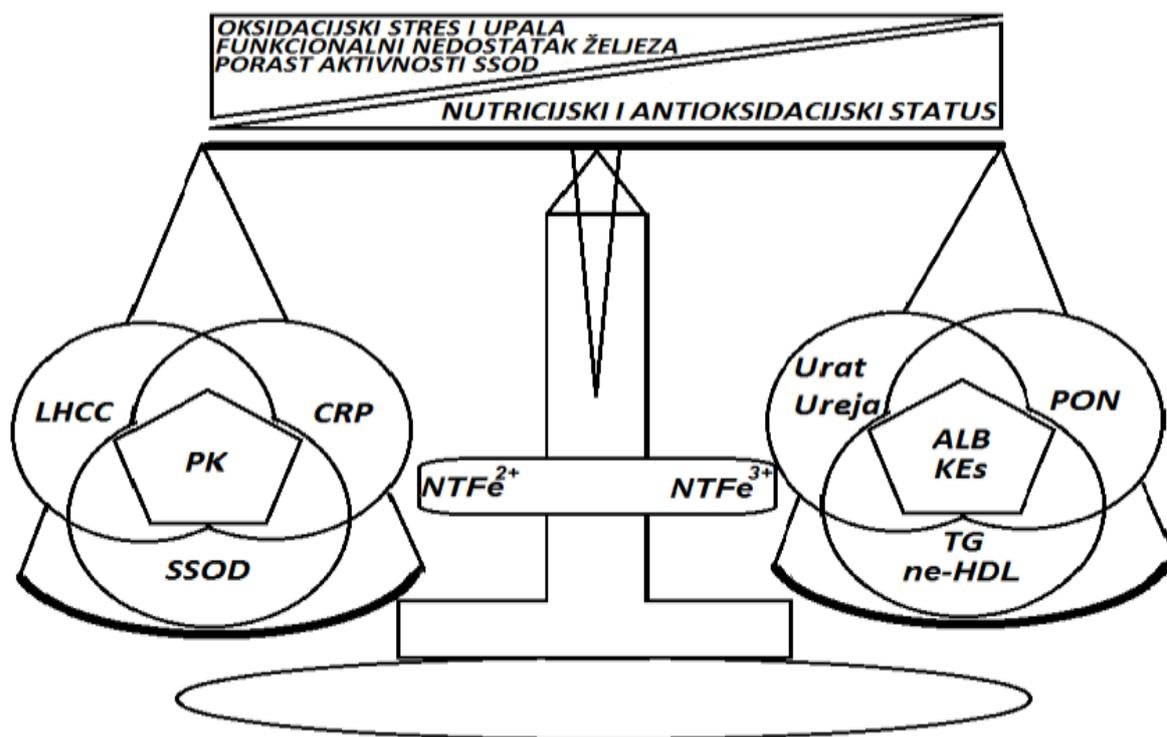 OKSIDACIJSKI STRES I UPALA
FUNKCIONALNI NEDOSTATAK ŽELJEZA
PORAST AKTIVNOSTI SSOD
NUTRICIJSKI I ANTIOKSIDACIJSKI STATUS
LHCC
CRP
PK
SSOD
NTFe²⁺
NTFe³⁺
Urat
Ureja
PON
ALB
KEs
TG
ne-HDL